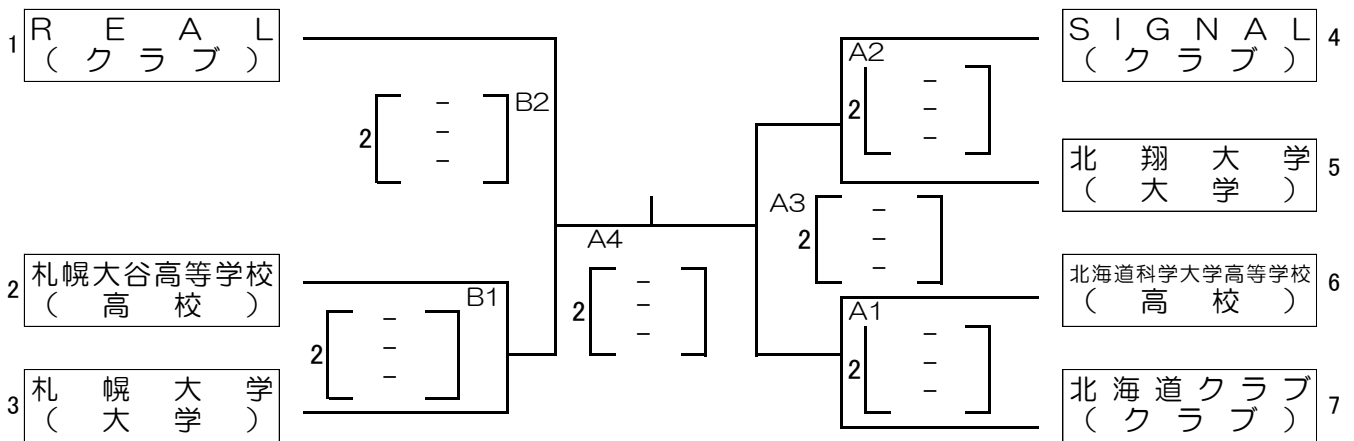 1
R E A L
( ク ラ ブ )
2
B2
-
-
-
2
札幌大谷高等学校
( 高 校 )
B1
2
-
-
-
3
札 幌 大 学
( 大 学 )
A4
2
-
-
-
S I G N A L
( ク ラ ブ )
4
A2
2
-
-
-
北 翔 大 学
( 大 学 )
5
A3
2
-
-
-
北海道科学大学高等学校
( 高 校 )
6
A1
2
-
-
-
北 海 道 ク ラ ブ
( ク ラ ブ )
7